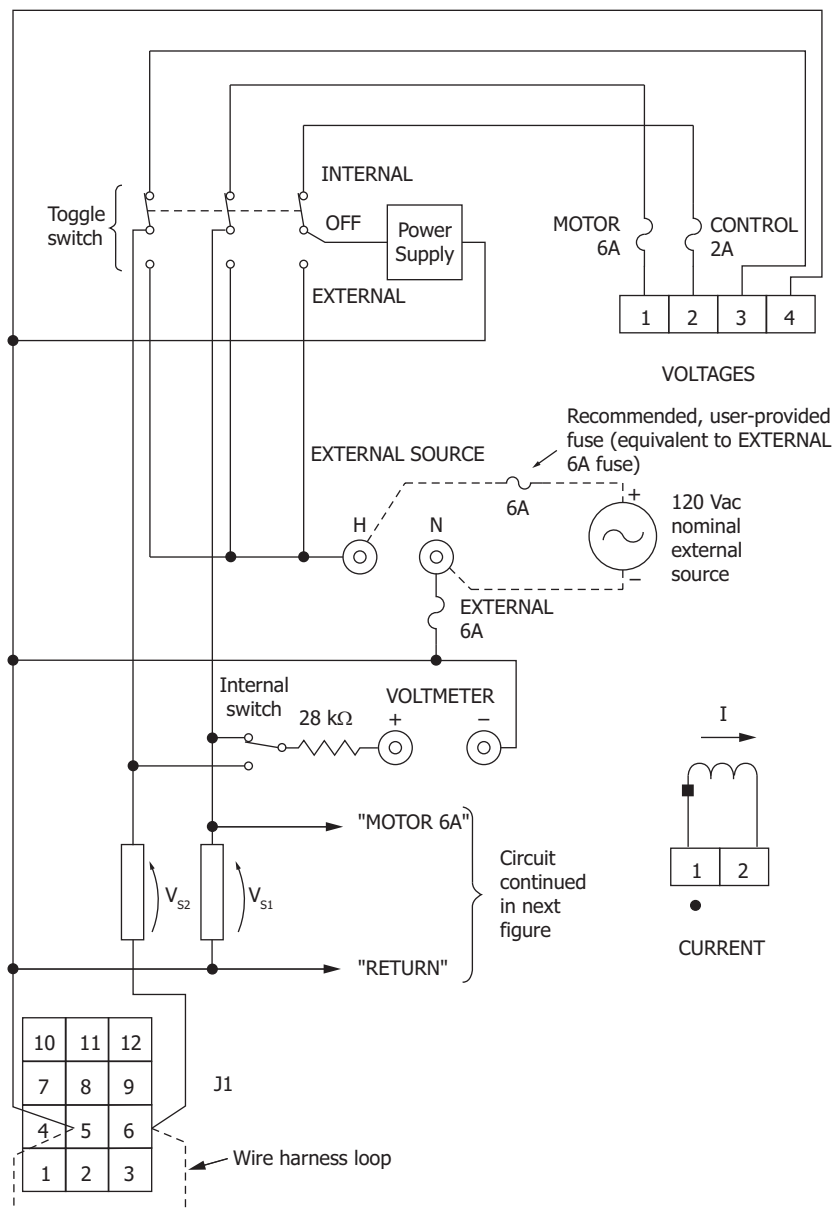 INTERNAL
Toggle
switch
OFF
Power
Supply
MOTOR
6A
CONTROL
2A
EXTERNAL
1 2 3 4
VOLTAGES
Recommended, user-provided
fuse (equivalent to EXTERNAL
6A fuse)
EXTERNAL SOURCE
6A
+
120 Vac
nominal
external
source
−
H
N
EXTERNAL
6A
Internal
switch
28 kΩ
VOLTMETER
+
−
I
"MOTOR 6A"
Circuit
continued
in next
figure
VS2
VS1
1 2
CURRENT
"RETURN"
10 11 12
7 8 9
4 5 6
1 2 3
J1
Wire harness loop